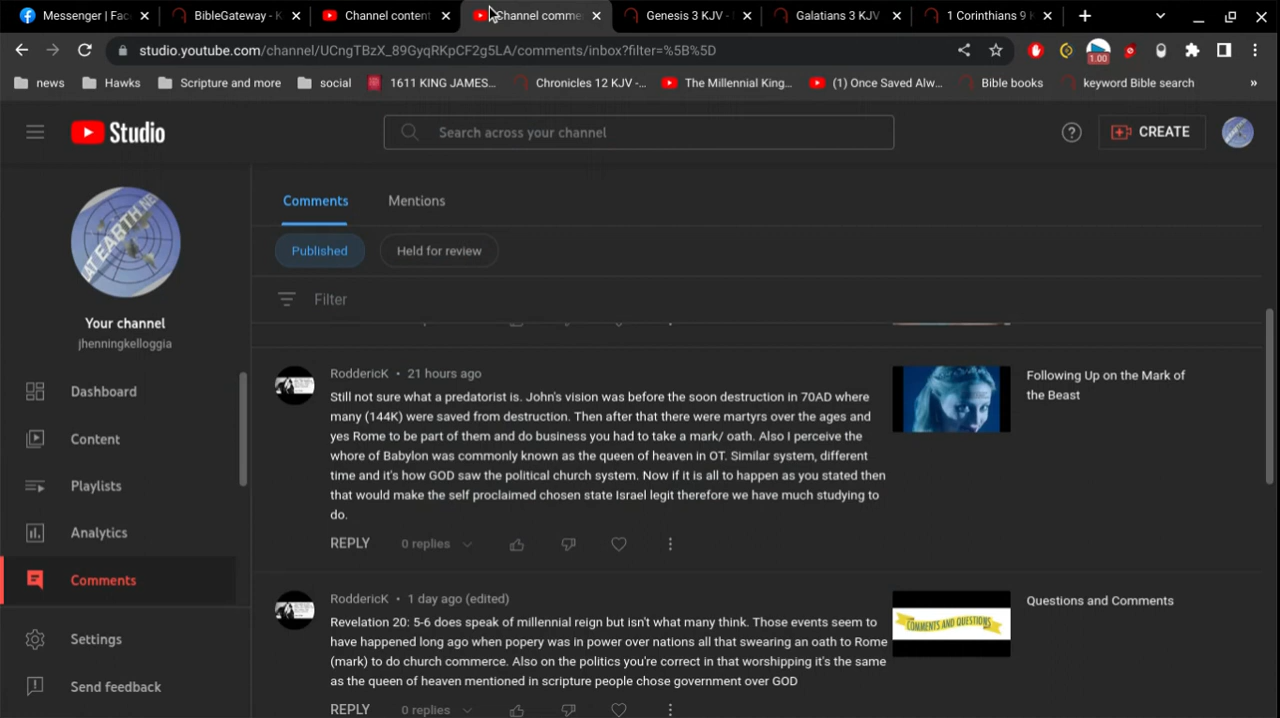 Messenger | Fac
BibleGateway - K
Channel content
Channel comme
Genesis 3 KJV -
Galatians 3 KJV
1 Corinthians 9 K
studio.youtube.com/channel/UCngTBzX_89GyqRKpCF2g5LA/comments/inbox?filter=%5B%5D
1.00
news
Hawks
Scripture and more
social
1611 KING JAMES...
Chronicles 12 KJV -...
The Millennial King...
(1) Once Saved Alw...
Bible books
keyword Bible search
»
Studio
Search across your channel
CREATE
AT EARTH NE
Your channel
jhenningkelloggia
Dashboard
Content
Playlists
Analytics
Comments
Settings
Send feedback
Comments
Mentions
Published
Held for review
Filter
RodderickK • 21 hours ago
Still not sure what a predatorist is. John's vision was before the soon destruction in 70AD where
many (144K) were saved from destruction. Then after that there were martyrs over the ages and
yes Rome to be part of them and do business you had to take a mark/ oath. Also I perceive the
whore of Babylon was commonly known as the queen of heaven in OT. Similar system, different
time and it's how GOD saw the political church system. Now if it is all to happen as you stated then
that would make the self proclaimed chosen state Israel legit therefore we have much studying to
do.
REPLY
0 replies
Following Up on the Mark of
the Beast
RodderickK • 1 day ago (edited)
Revelation 20: 5-6 does speak of millennial reign but isn't what many think. Those events seem to
have happened long ago when popery was in power over nations all that swearing an oath to Rome
(mark) to do church commerce. Also on the politics you're correct in that worshipping it's the same
as the queen of heaven mentioned in scripture people chose government over GOD
REPLY
0 replies
COMMENTS AND QUESTIONS
Questions and Comments